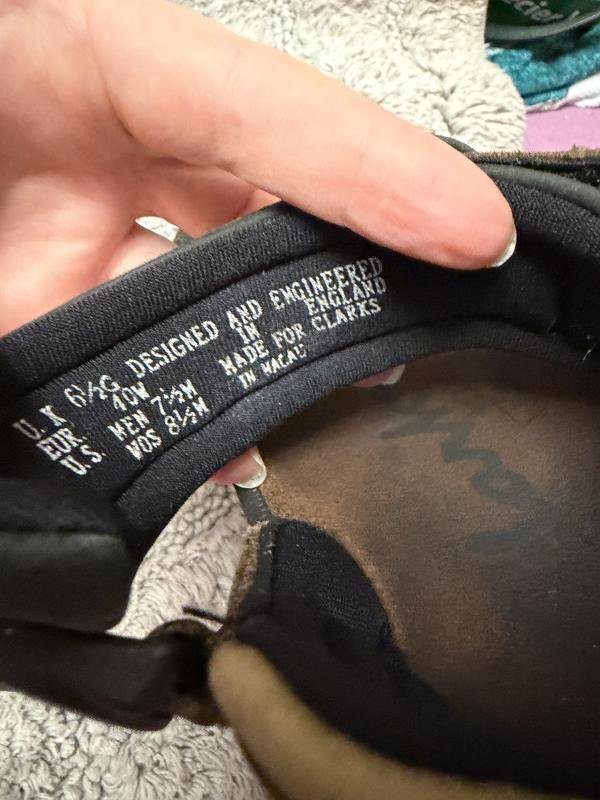 U.K 6½G DESIGNED AND ENGINEERED
EUR 40W IN ENGLAND
U.S. MEN 7½M MADE FOR CLARKS
WOS 8½M IN MACAU